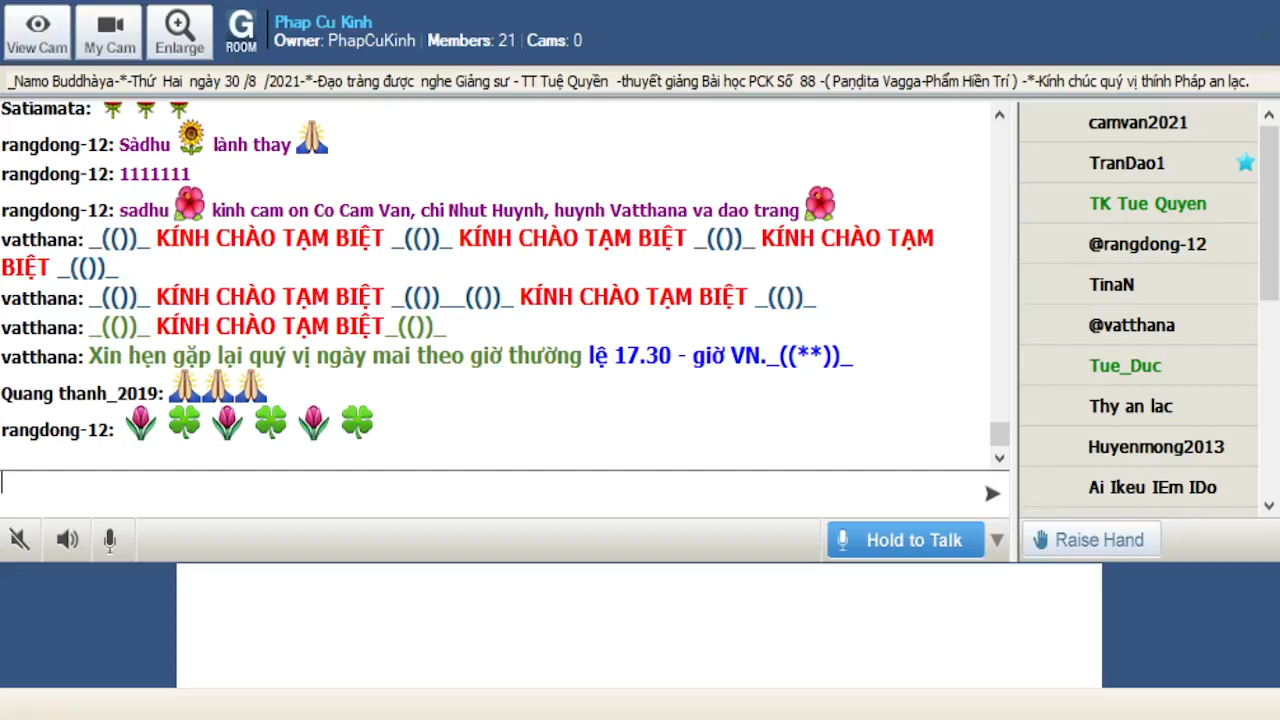 View Cam
My Cam
Enlarge
G
ROOM
Phap Cu Kinh
Owner: PhapCuKinh | Members: 21 | Cams: 0
_Namo Buddhàya-*-Thứ Hai ngày 30 /8 /2021-*-Đạo tràng được nghe Giảng sư - TT Tuệ Quyền -thuyết giảng Bài học PCK Số 88 -( Paṇḍita Vagga-Phẩm Hiền Trí ) -*-Kính chúc quý vị thính Pháp an lạc.
Satiamata:
rangdong-12: Sàdhu lành thay
rangdong-12: 1111111
rangdong-12: sadhu kinh cam on Co Cam Van, chi Nhut Huynh, huynh Vatthana va dao trang
vatthana: _(())_ KÍNH CHÀO TẠM BIỆT _(())_ KÍNH CHÀO TẠM BIỆT _(())_ KÍNH CHÀO TẠM
BIỆT _(())_
vatthana: _(())_ KÍNH CHÀO TẠM BIỆT _(())__(())_ KÍNH CHÀO TẠM BIỆT _(())_
vatthana: _(())_ KÍNH CHÀO TẠM BIỆT_(())_
vatthana: Xin hẹn gặp lại quý vị ngày mai theo giờ thường lệ 17.30 - giờ VN._((**))_
Quang thanh_2019:
rangdong-12:
camvan2021
TranDao1
TK Tue Quyen
@rangdong-12
TinaN
@vatthana
Tue_Duc
Thy an lac
Huyenmong2013
Ai Ikeu IEm IDo
Hold to Talk
Raise Hand